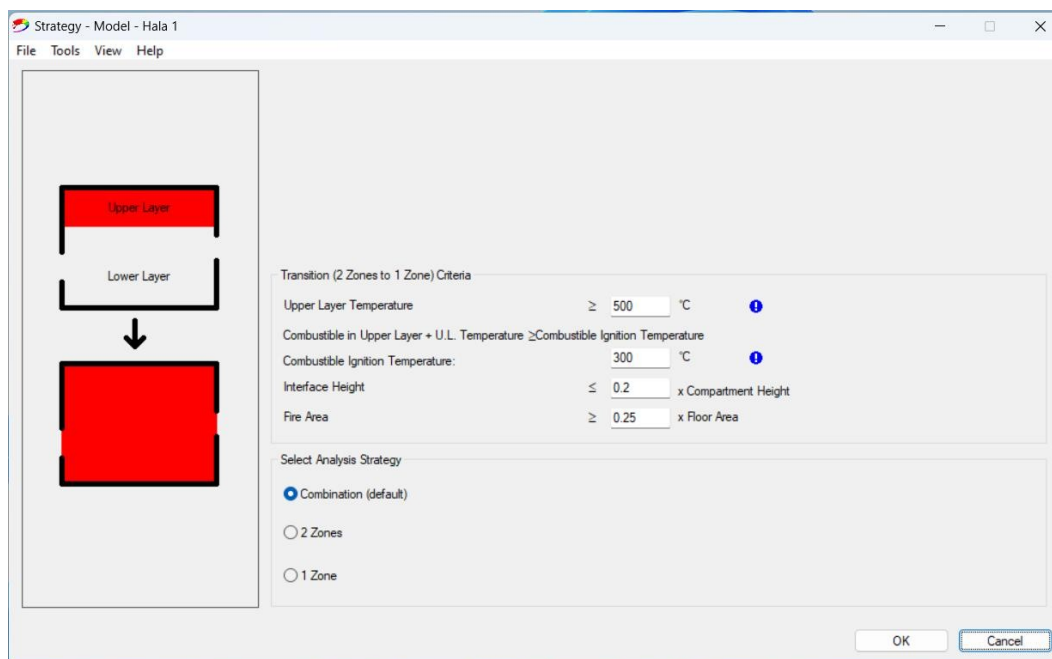 Strategy - Model - Hala 1
File Tools View Help
Upper Layer
Lower Layer
Transition (2 Zones to 1 Zone) Criteria
Upper Layer Temperature ≥ 500 °C
Combustible in Upper Layer + U.L. Temperature ≥Combustible Ignition Temperature
Combustible Ignition Temperature: 300 °C
Interface Height ≤ 0.2 x Compartment Height
Fire Area ≥ 0.25 x Floor Area
Select Analysis Strategy
Combination (default)
2 Zones
1 Zone
OK Cancel